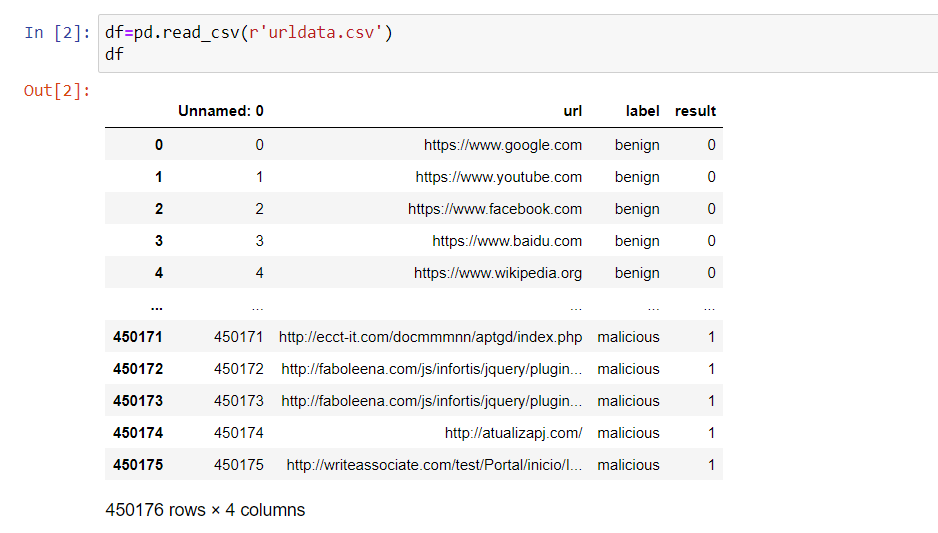 In [2]: df=pd.read_csv(r'urldata.csv')
df
Out[2]:
Unnamed: 0 url label result
0 0 https://www.google.com benign 0
1 1 https://www.youtube.com benign 0
2 2 https://www.facebook.com benign 0
3 3 https://www.baidu.com benign 0
4 4 https://www.wikipedia.org benign 0
... ... ... ... ...
450171 450171 http://ecct-it.com/docmmmnn/aptgd/index.php malicious 1
450172 450172 http://faboleena.com/js/infortis/jquery/plugin... malicious 1
450173 450173 http://faboleena.com/js/infortis/jquery/plugin... malicious 1
450174 450174 http://atualizapj.com/ malicious 1
450175 450175 http://writeassociate.com/test/Portal/inicio/I... malicious 1
450176 rows × 4 columns